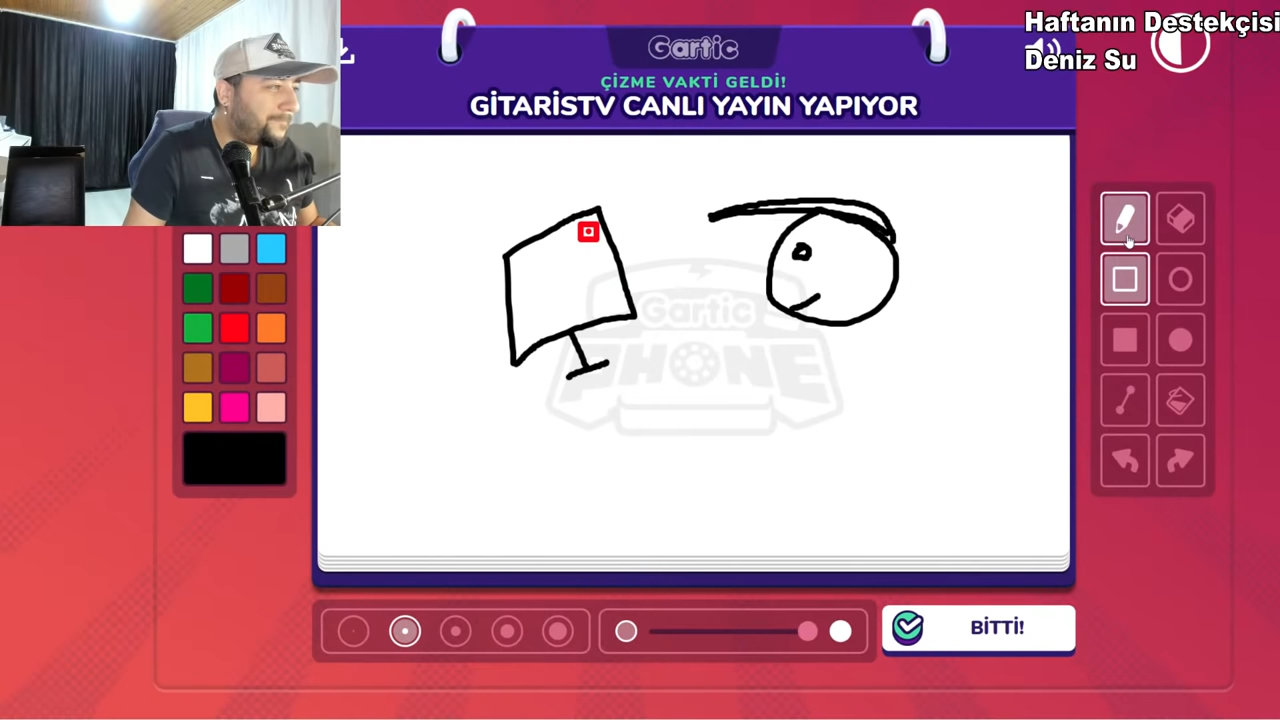 Haftanın Destekçisi
Deniz Su
Gartic
ÇİZME VAKTİ GELDİ!
GİTARİSTV CANLI YAYIN YAPIYOR
Gartic
PHONE
BİTTİ!